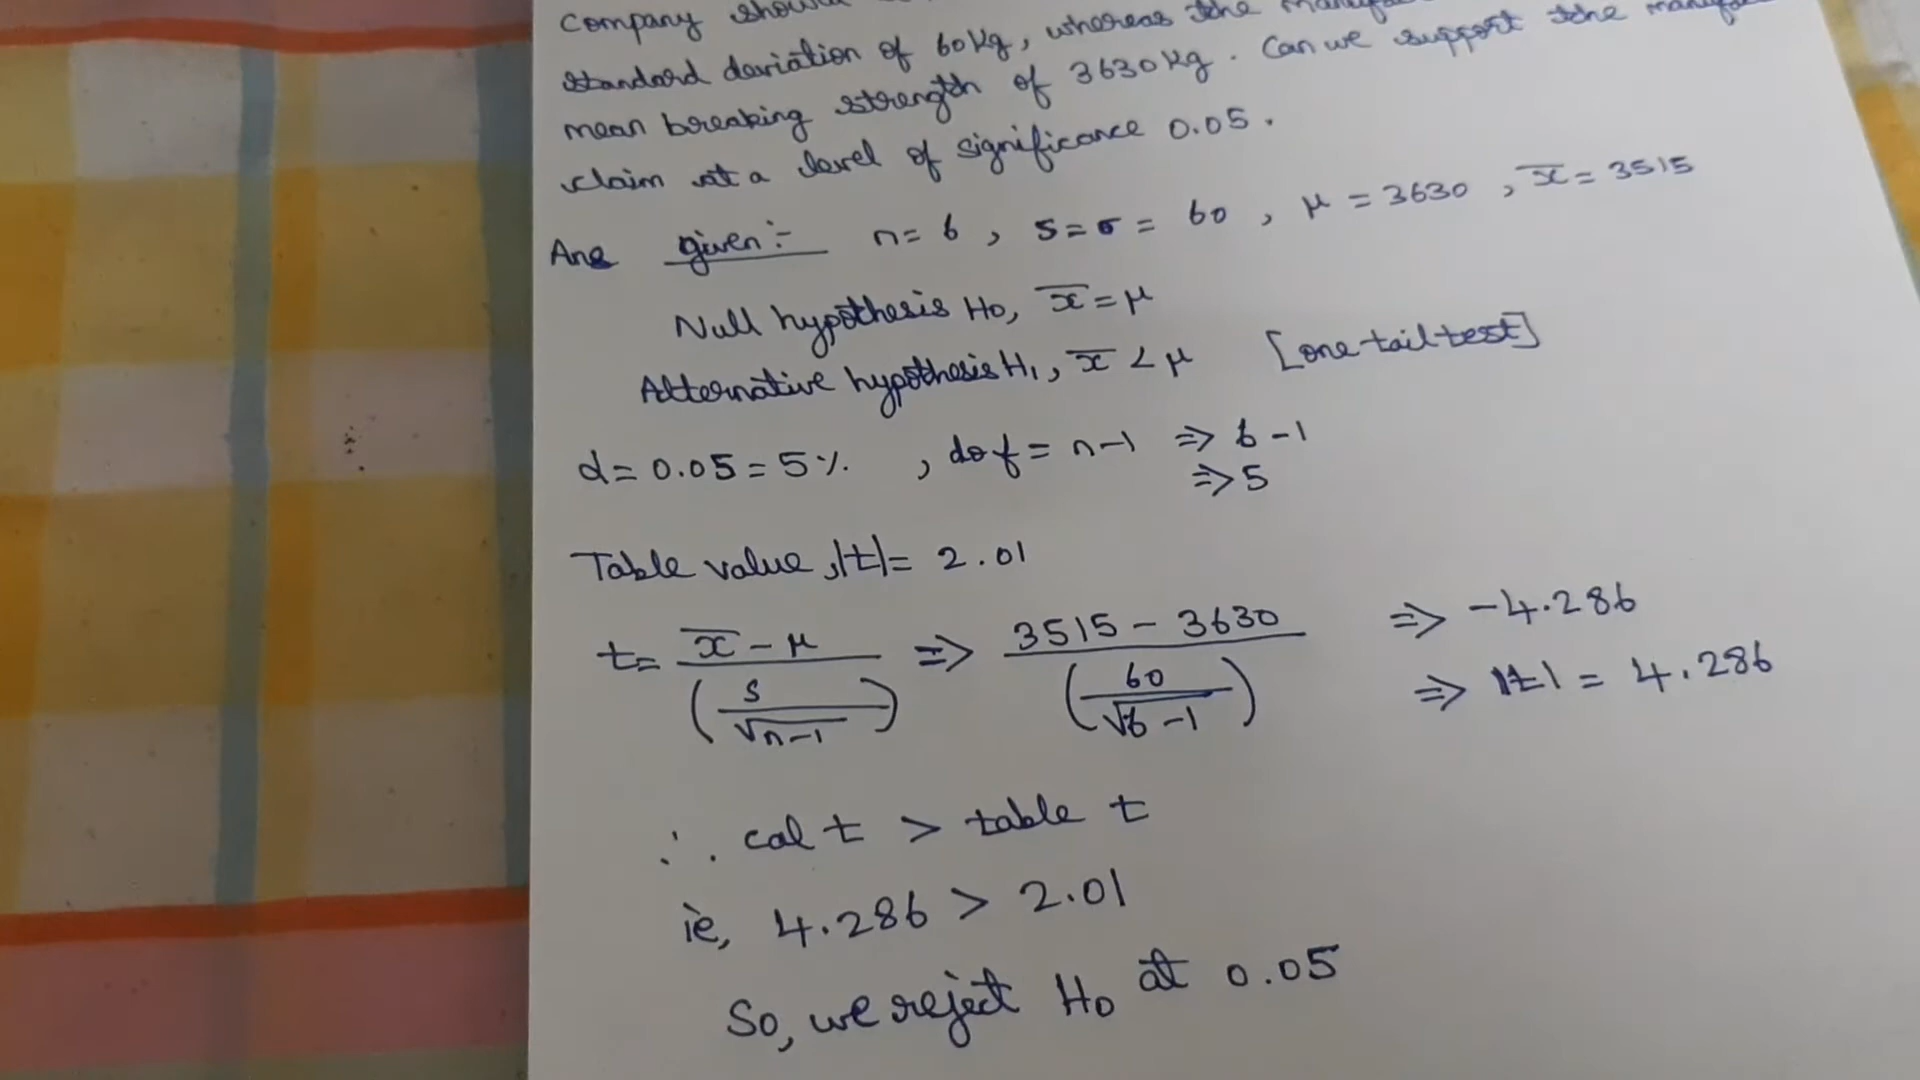 company
standard deviation of 60kg, whereas the
mean breaking strength of 3630kg. Can we support the
claim at a level of significance 0.05.
Ans given:- n = 6, s = σ = 60, μ = 3630, x̅ = 3515
Null hypothesis H0, x̅ = μ
Alternative hypothesis H1, x̅ < μ [one tail test]
α = 0.05 = 5%, dof = n-1 ⇒ 6-1
⇒ 5
Table value, |t| = 2.01
t = x̅ - μ / (s / √n-1) ⇒ 3515 - 3630 / (60 / √6-1) ⇒ -4.286
⇒ |t| = 4.286
∴ cal t > table t
ie, 4.286 > 2.01
So, we reject H0 at 0.05